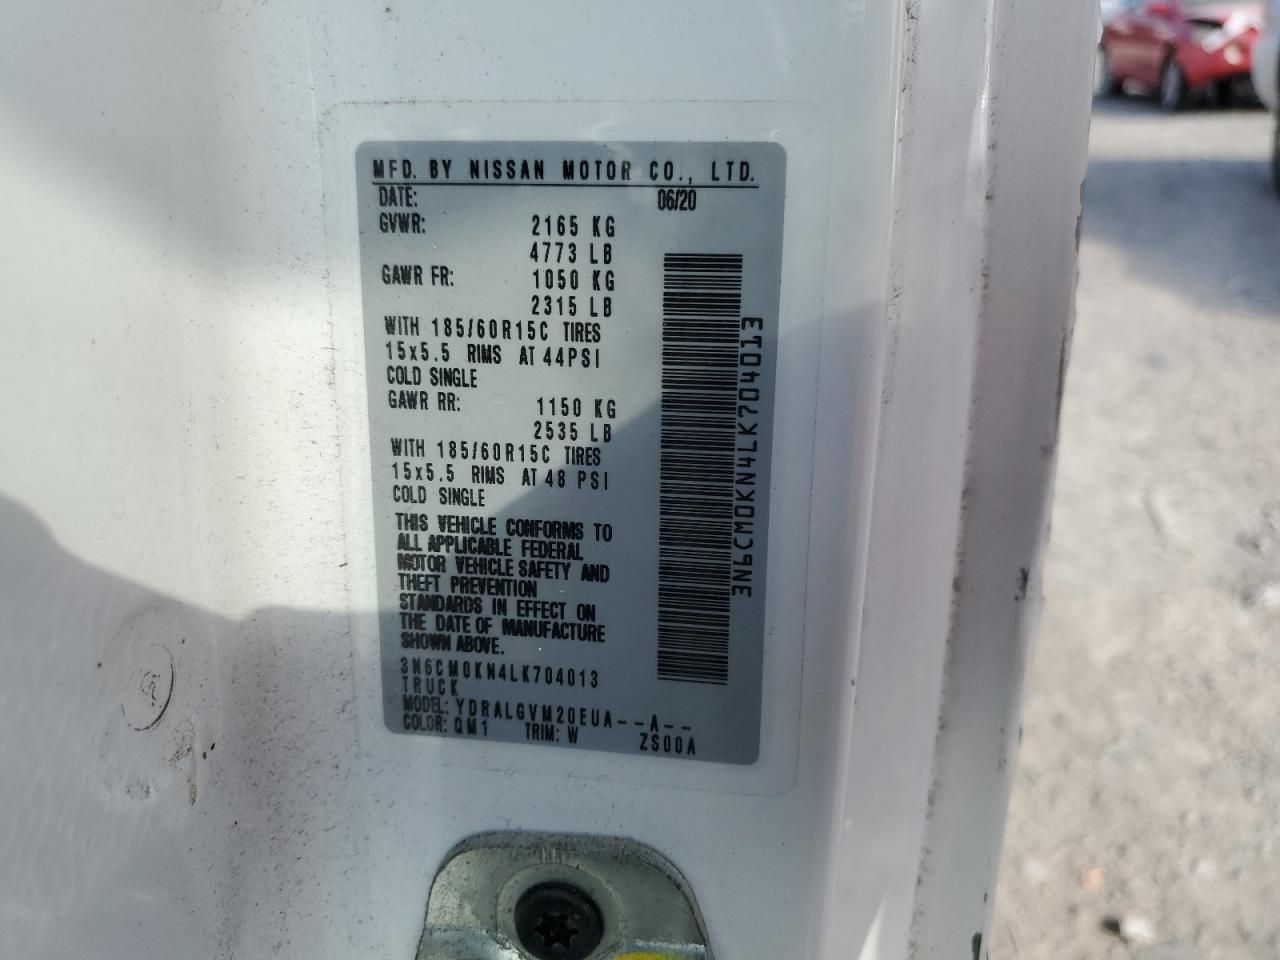 MFD. BY NISSAN MOTOR CO., LTD.
DATE: 06/20
GVWR: 2165 KG
4773 LB
GAWR FR: 1050 KG
2315 LB
WITH 185/60R15C TIRES
15x5.5 RIMS AT 44PSI
COLD SINGLE
GAWR RR: 1150 KG
2535 LB
WITH 185/60R15C TIRES
15x5.5 RIMS AT 48 PSI
COLD SINGLE
THIS VEHICLE CONFORMS TO
ALL APPLICABLE FEDERAL
MOTOR VEHICLE SAFETY AND
THEFT PREVENTION
STANDARDS IN EFFECT ON
THE DATE OF MANUFACTURE
SHOWN ABOVE.
3N6CM0KN4LK704013
TRUCK
MODEL: YDRALGVM20EUA--A--
COLOR: QM1 TRIM: W ZS00A
3N6CM0KN4LK704013